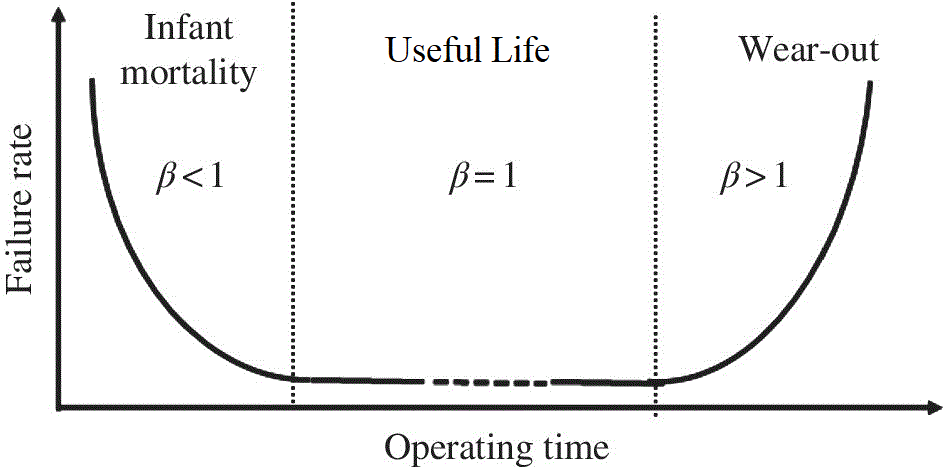 Infant
mortality
Useful Life
Wear-out
β < 1
β = 1
β > 1
Failure rate
Operating time